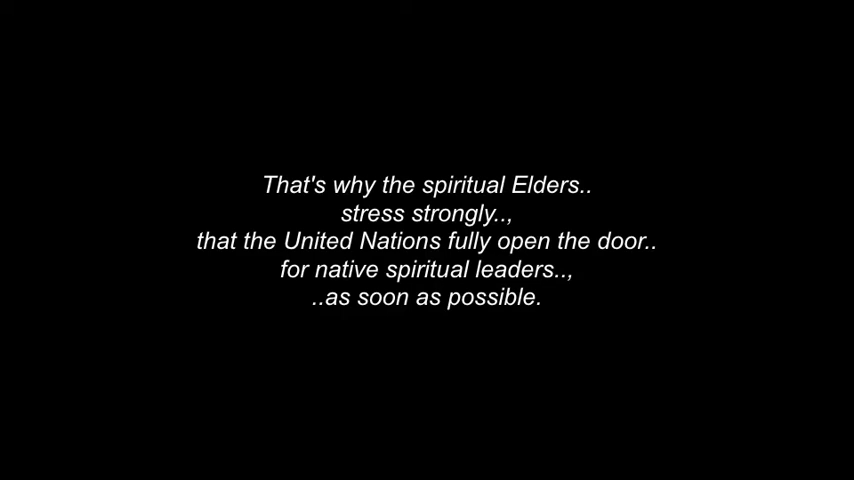 That's why the spiritual Elders..
stress strongly..,
that the United Nations fully open the door..
for native spiritual leaders..,
..as soon as possible.